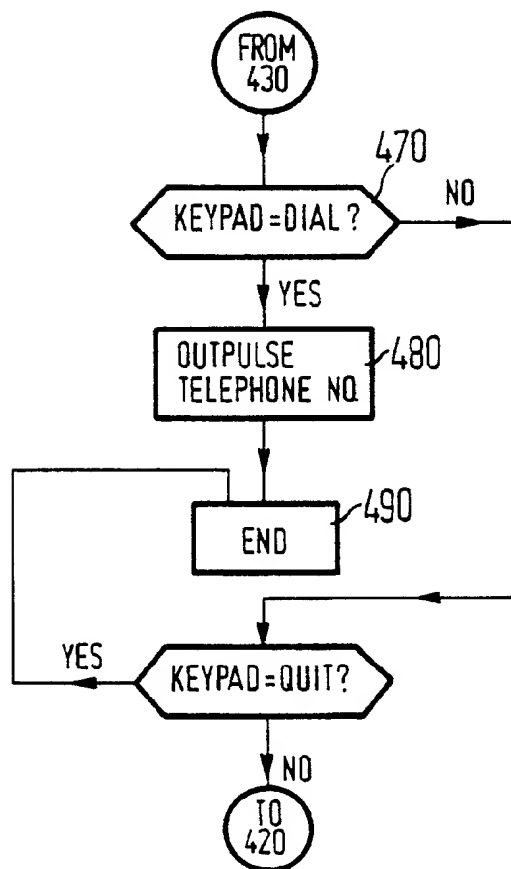 FROM
430
470
KEYPAD=DIAL?
NO
YES
OUTPULSE
TELEPHONE NO.
480
490
END
YES
KEYPAD=QUIT?
NO
TO
420